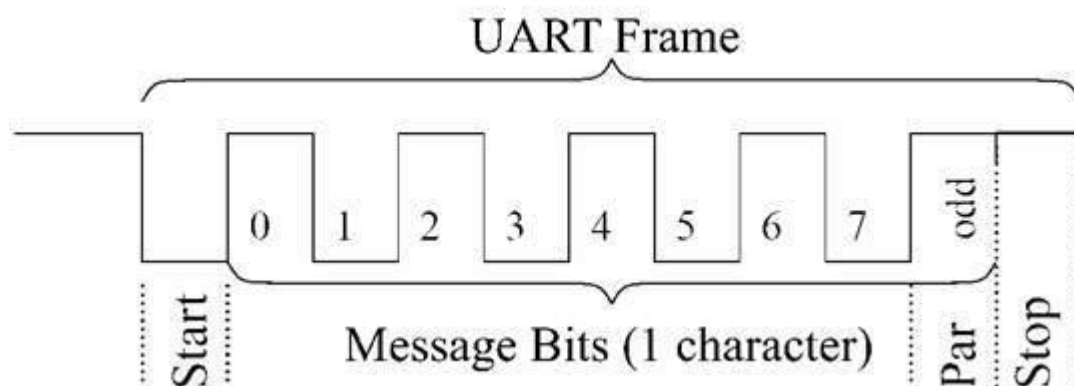 UART Frame
0 1 2 3 4 5 6 7 odd
Start Message Bits (1 character) Par Stop